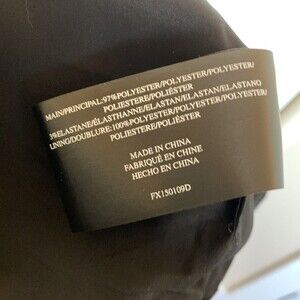 MAIN/PRINCIPAL:97%POLYESTER/POLYESTER/POLYESTER/
POLIESTERE/POLIÉSTER
3%ELASTANE/ÉLASTHANNE/ELASTAN/ELASTAN/ELASTANO
LINING/DOUBLURE:100%POLYESTER/POLYESTER/POLYESTER/
POLIESTERE/POLIÉSTER
MADE IN CHINA
FABRIQUÉ EN CHINE
HECHO EN CHINA
FX150109D